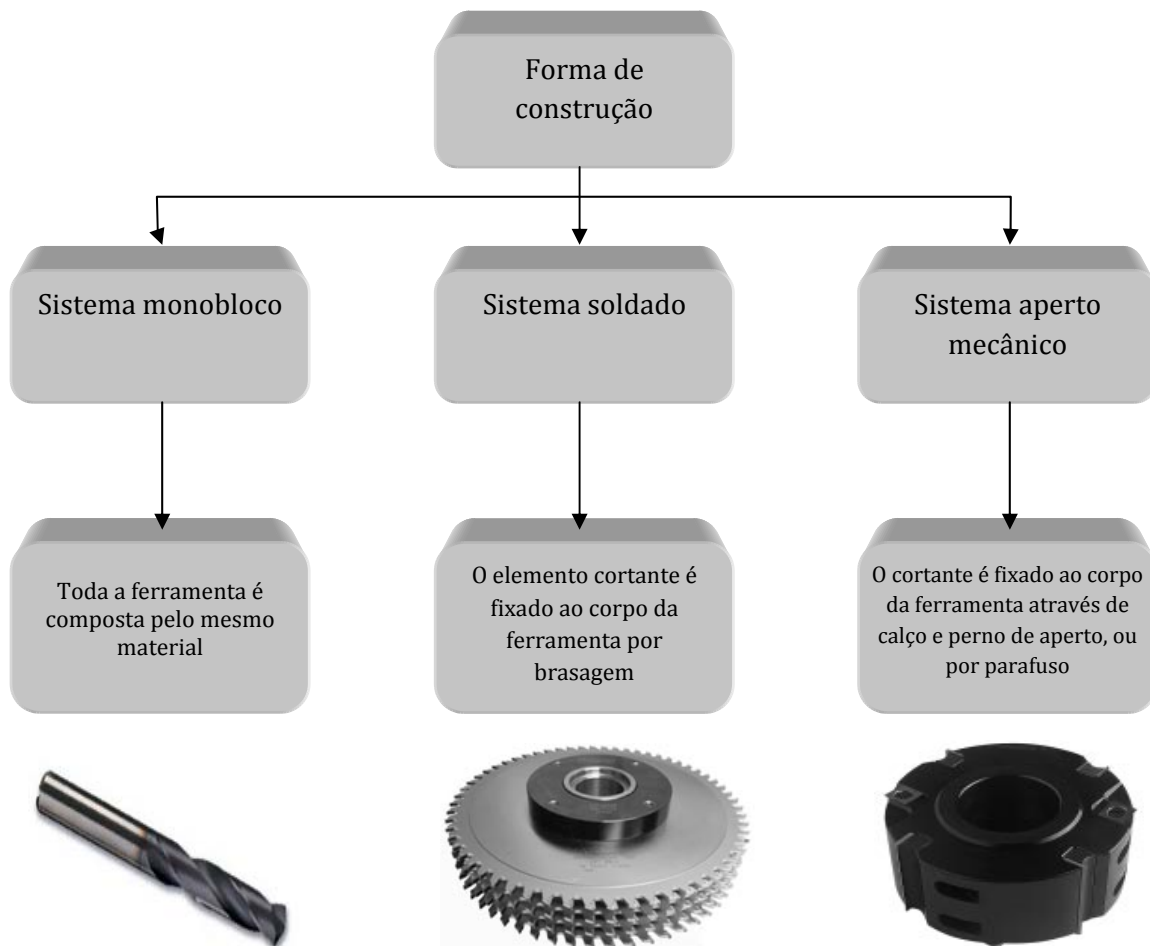 Forma de
construção
Sistema monobloco
Sistema soldado
Sistema aperto
mecânico
Toda a ferramenta é
composta pelo mesmo
material
O elemento cortante é
fixado ao corpo da
ferramenta por
brasagem
O cortante é fixado ao corpo
da ferramenta através de
calço e perno de aperto, ou
por parafuso